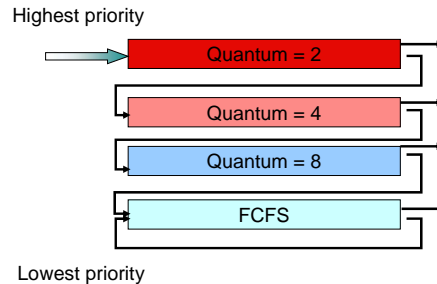 Highest priority
Quantum = 2
Quantum = 4
Quantum = 8
FCFS
Lowest priority